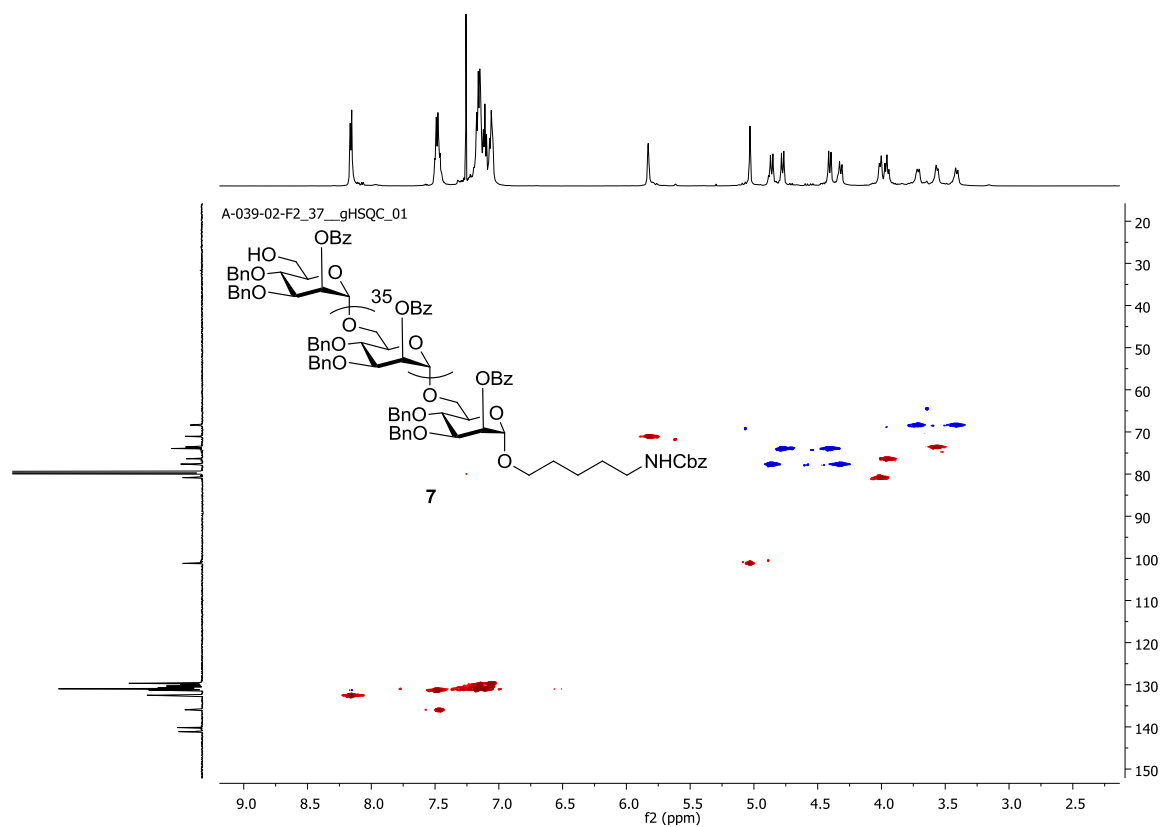 A-039-02-F2_37__gHSQC_01
OBz
HO
O
BnO
BnO
35
OBz
O
O
BnO
BnO
OBz
O
O
BnO
BnO
O
NHCbz
7
20
30
40
50
60
70
80
90
100
110
120
130
140
150
9.0 8.5 8.0 7.5 7.0 6.5 6.0 5.5 5.0 4.5 4.0 3.5 3.0 2.5
f2 (ppm)